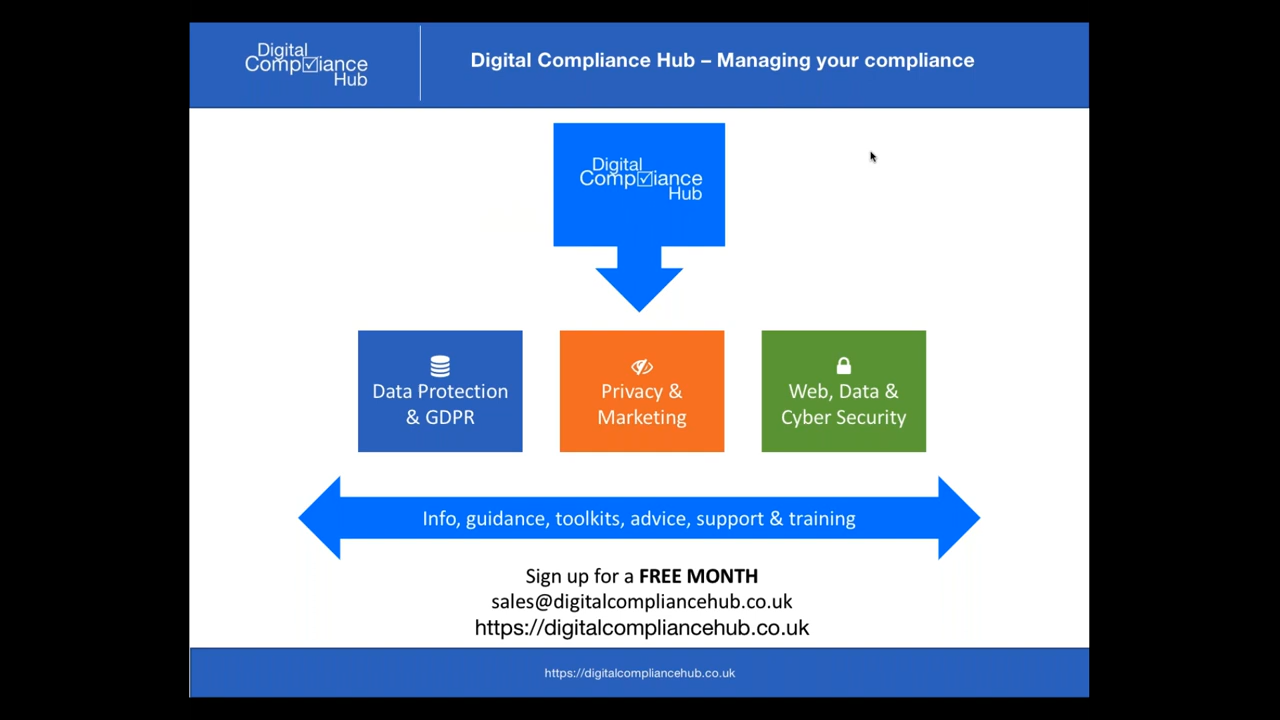 Digital
Compliance
Hub
Digital Compliance Hub – Managing your compliance
Digital
Compliance
Hub
Data Protection
& GDPR
Privacy &
Marketing
Web, Data &
Cyber Security
Info, guidance, toolkits, advice, support & training
Sign up for a FREE MONTH
sales@digitalcompliancehub.co.uk
https://digitalcompliancehub.co.uk
https://digitalcompliancehub.co.uk